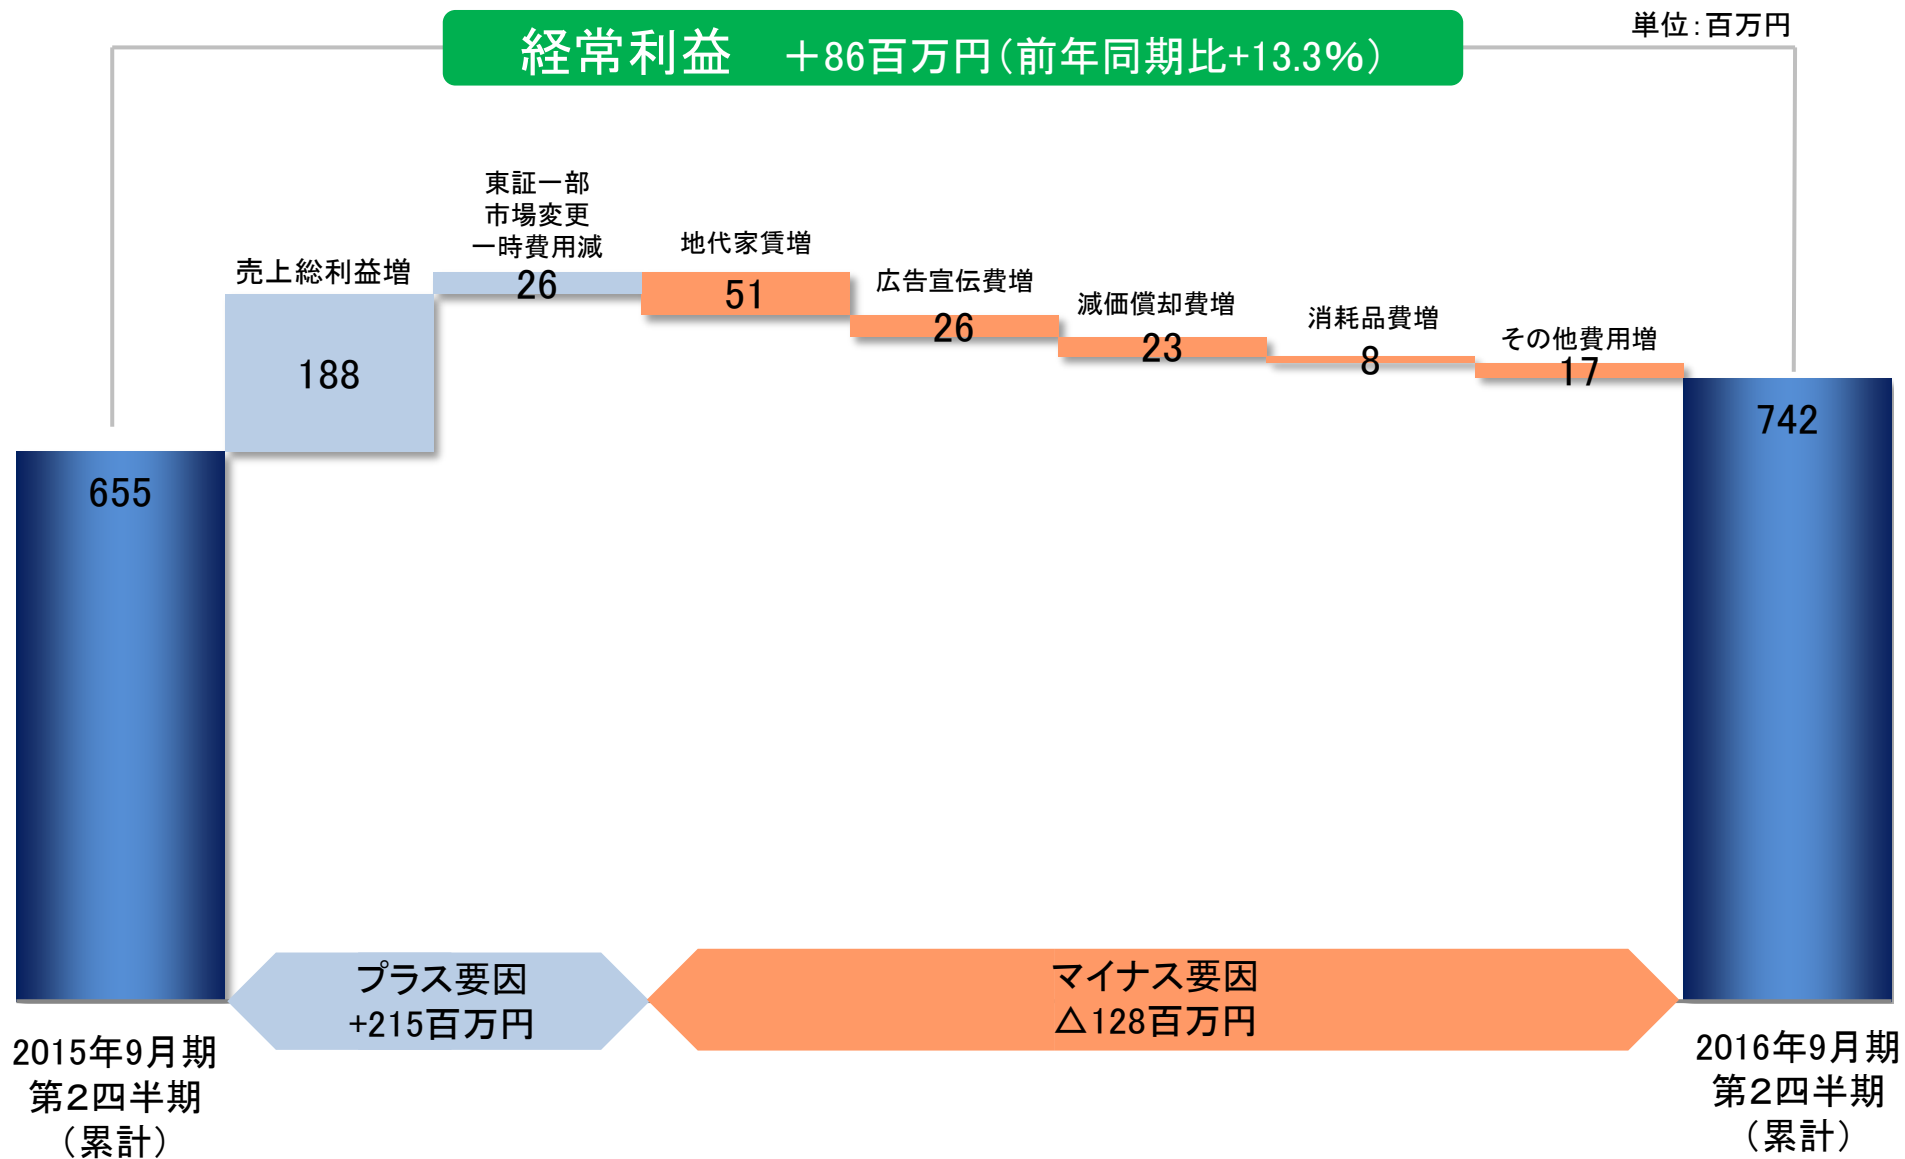 単位：百万円
経常利益　＋86百万円（前年同期比+13.3％）
東証一部
市場変更
一時費用減
26
売上総利益増
188
地代家賃増
51
広告宣伝費増
26
減価償却費増
23
消耗品費増
8
その他費用増
17
655
742
プラス要因
+215百万円
マイナス要因
△128百万円
2015年9月期
第２四半期
（累計）
2016年9月期
第２四半期
（累計）